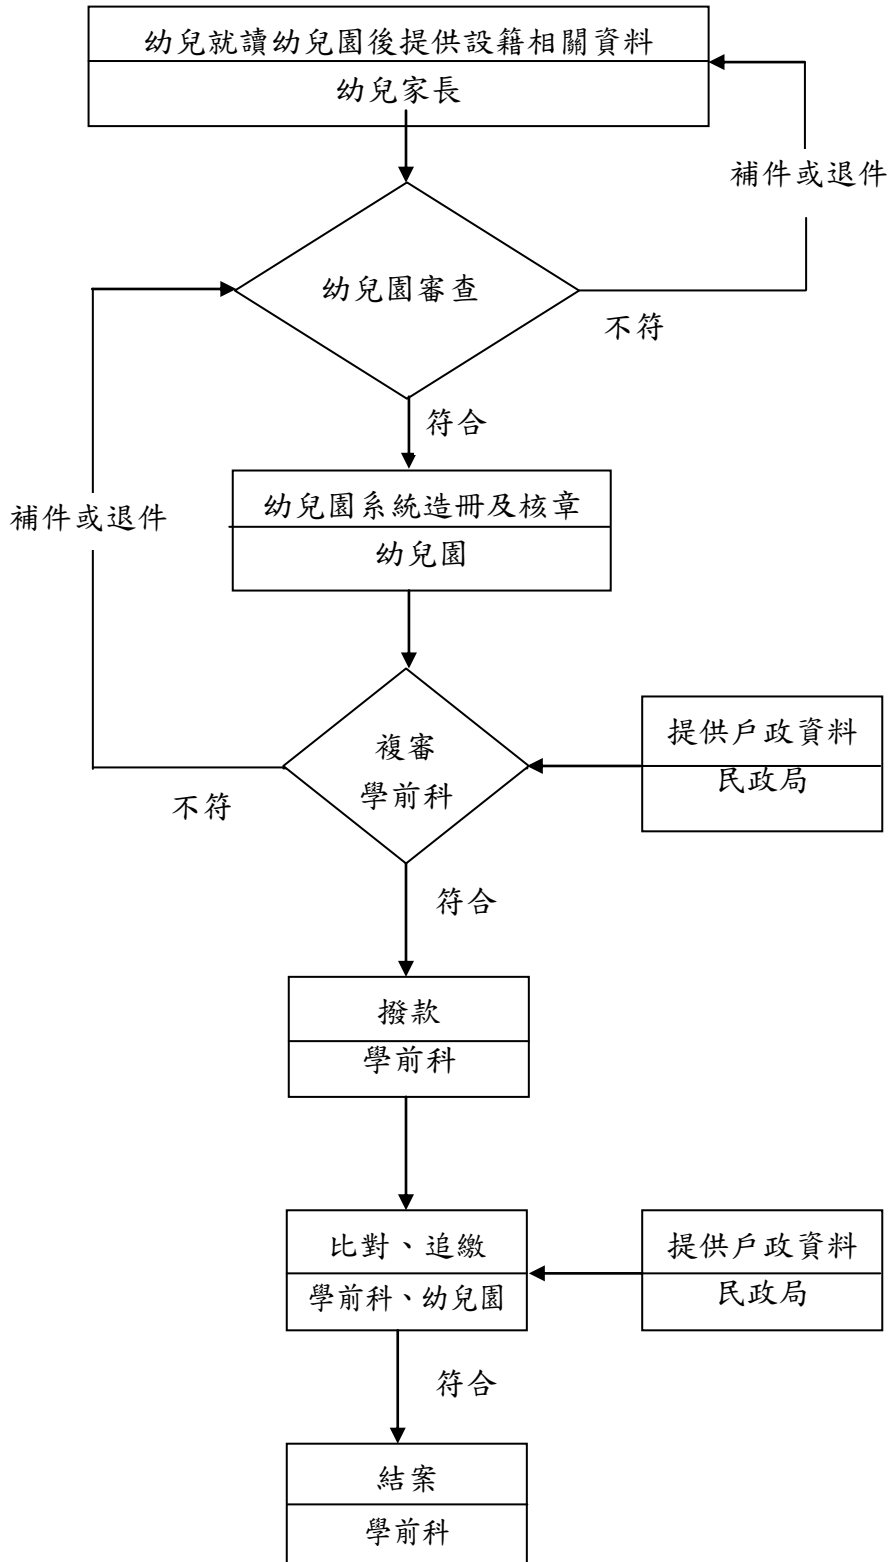 幼兒就讀幼兒園後提供設籍相關資料
幼兒家長
補件或退件
幼兒園審查
不符
符合
幼兒園系統造冊及核章
幼兒園
補件或退件
複審
學前科
提供戶政資料
民政局
不符
符合
撥款
學前科
比對、追繳
學前科、幼兒園
提供戶政資料
民政局
符合
結案
學前科